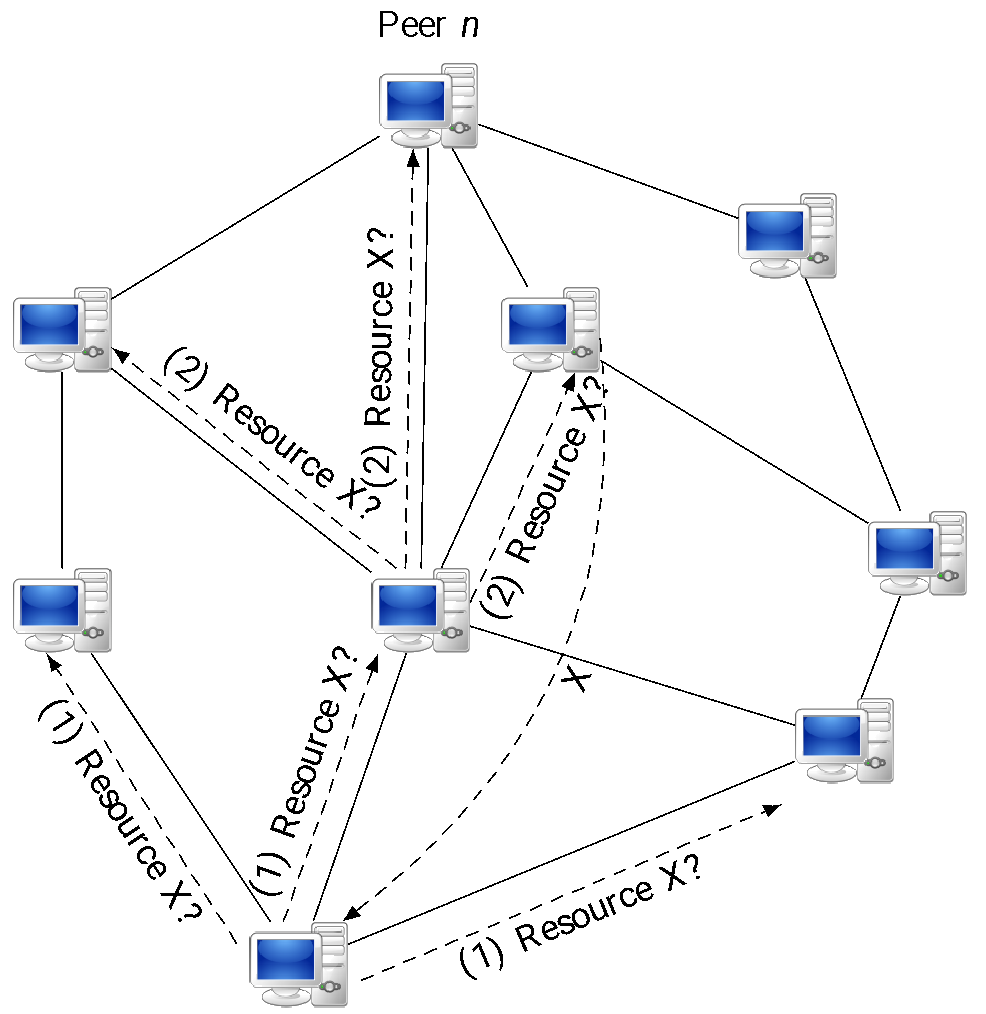 Peer n
(2) Resource X?
(2) Resource X?
(2) Resource X?
X
(1) Resource X?
(1) Resource X?
(1) Resource X?